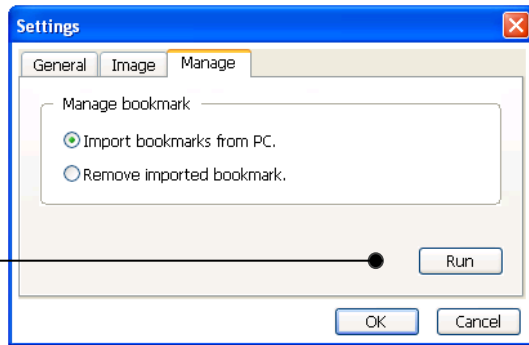 Settings
General Image Manage
Manage bookmark
Import bookmarks from PC.
Remove imported bookmark.
Run
OK Cancel